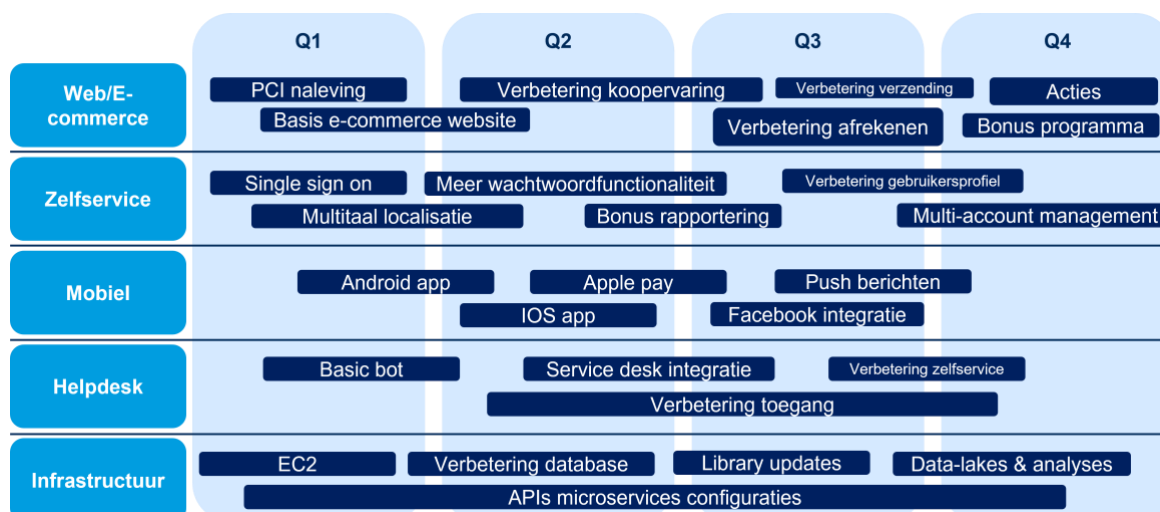 Q1
Q2
Q3
Q4
Web/E-
commerce
PCI naleving
Verbetering koopervaring
Verbetering verzending
Acties
Basis e-commerce website
Verbetering afrekenen
Bonus programma
Zelfservice
Single sign on
Meer wachtwoordfunctionaliteit
Verbetering gebruikersprofiel
Multitaal localisatie
Bonus rapportering
Multi-account management
Mobiel
Android app
Apple pay
Push berichten
IOS app
Facebook integratie
Helpdesk
Basic bot
Service desk integratie
Verbetering zelfservice
Verbetering toegang
Infrastructuur
EC2
Verbetering database
Library updates
Data-lakes & analyses
APIs microservices configuraties